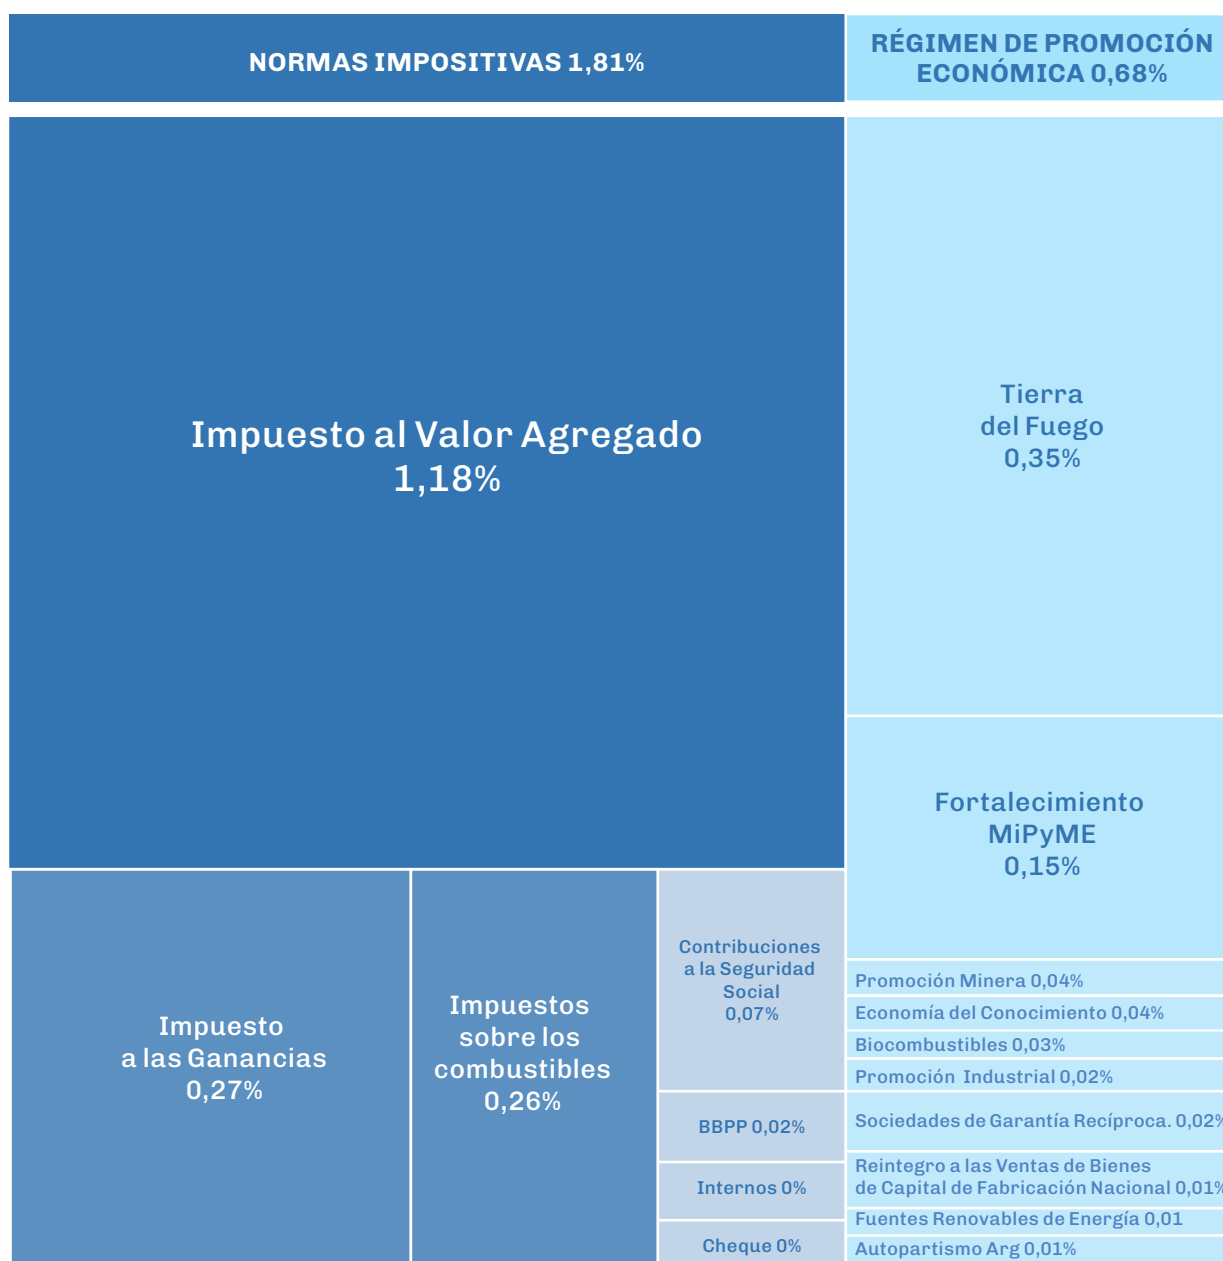 NORMAS IMPOSITIVAS 1,81%
RÉGIMEN DE PROMOCIÓN
ECONÓMICA 0,68%
Impuesto al Valor Agregado
1,18%
Tierra
del Fuego
0,35%
Fortalecimiento
MiPyME
0,15%
Impuesto
a las Ganancias
0,27%
Impuestos
sobre los
combustibles
0,26%
Contribuciones
a la Seguridad
Social
0,07%
BBPP 0,02%
Internos 0%
Cheque 0%
Promoción Minera 0,04%
Economía del Conocimiento 0,04%
Biocombustibles 0,03%
Promoción Industrial 0,02%
Sociedades de Garantía Recíproca. 0,02%
Reintegro a las Ventas de Bienes
de Capital de Fabricación Nacional 0,01%
Fuentes Renovables de Energía 0,01
Autopartismo Arg 0,01%